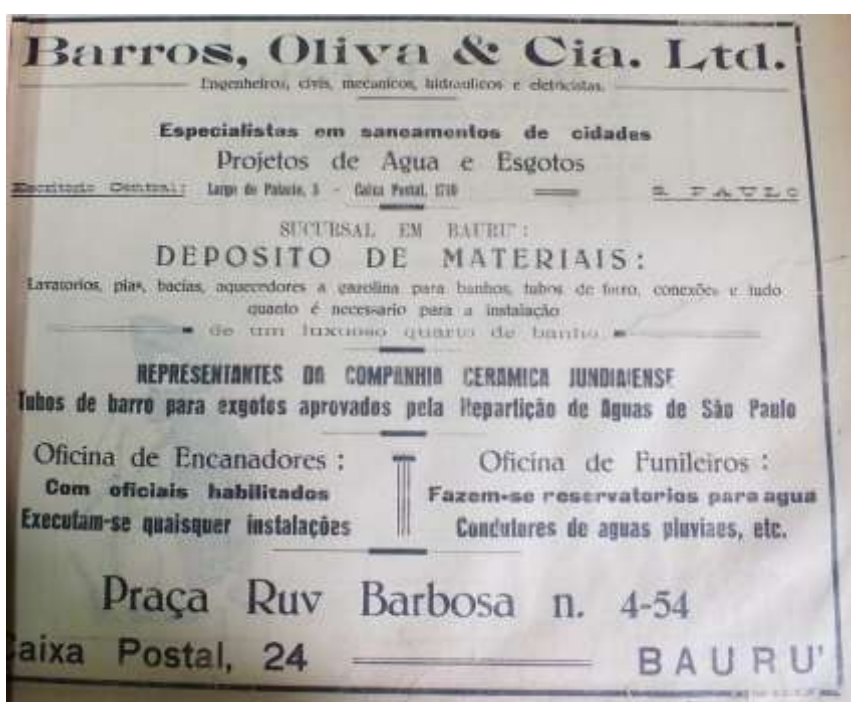 Barros, Oliva & Cia. Ltd.
Engenheiros, civis, mecanicos, hidraulicos e eletricistas.
Especialistas em saneamentos de cidades
Projetos de Agua e Esgotos
Escritorio Central: Largo do Palacio, 5 - Caixa Postal, S. PAULO
SUCURSAL EM BAURU':
DEPOSITO DE MATERIAIS:
Lavatorios, pias, bacias, aquecedores a gazolina para banhos, tubos de ferro, conexões e tudo
quanto é necessario para a instalação
de um luxuoso quarto de banho
REPRESENTANTES DA COMPANHIA CERAMICA JUNDIAIENSE
Tubos de barro para exgotos aprovados pela Repartição de Aguas de São Paulo
Oficina de Encanadores:
Com oficiais habilitados
Executam-se quaisquer instalações
Oficina de Funileiros:
Fazem-se reservatorios para agua
Condutores de aguas pluviaes, etc.
Praça Ruy Barbosa n. 4-54
Caixa Postal, 24 BAURU'